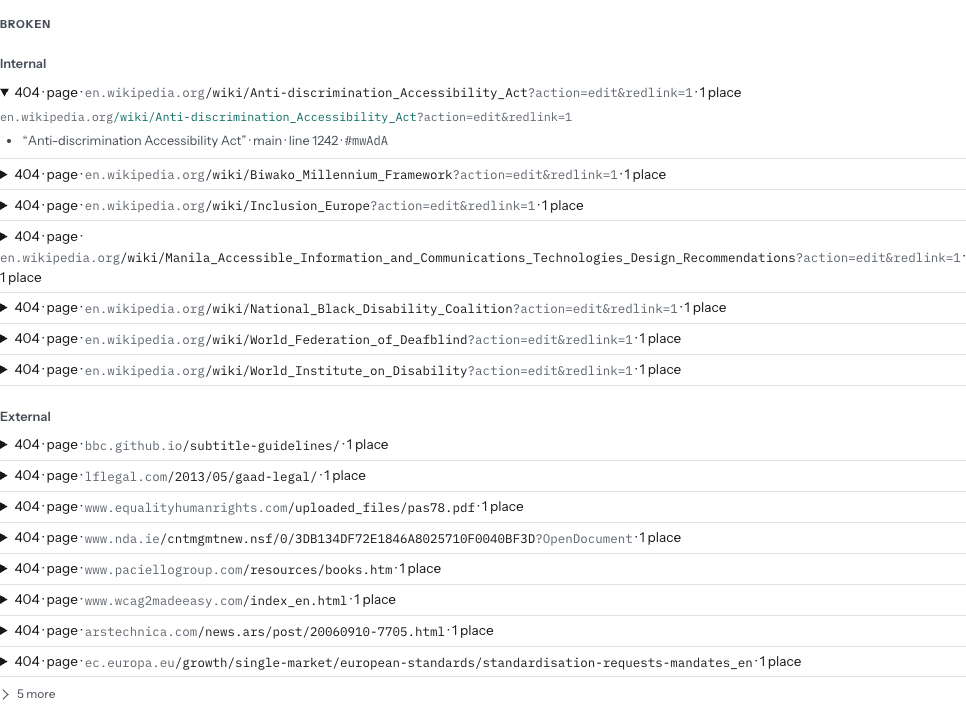 BROKEN
Internal
404 · page · en.wikipedia.org/wiki/Anti-discrimination_Accessibility_Act?action=edit&redlink=1 · 1 place
en.wikipedia.org/wiki/Anti-discrimination_Accessibility_Act?action=edit&redlink=1
• “Anti-discrimination Accessibility Act” · main · line 1242 · #mwAdA
404 · page · en.wikipedia.org/wiki/Biwako_Millennium_Framework?action=edit&redlink=1 · 1 place
404 · page · en.wikipedia.org/wiki/Inclusion_Europe?action=edit&redlink=1 · 1 place
404 · page ·
en.wikipedia.org/wiki/Manila_Accessible_Information_and_Communications_Technologies_Design_Recommendations?action=edit&redlink=1 ·
1 place
404 · page · en.wikipedia.org/wiki/National_Black_Disability_Coalition?action=edit&redlink=1 · 1 place
404 · page · en.wikipedia.org/wiki/World_Federation_of_Deafblind?action=edit&redlink=1 · 1 place
404 · page · en.wikipedia.org/wiki/World_Institute_on_Disability?action=edit&redlink=1 · 1 place
External
404 · page · bbc.github.io/subtitle-guidelines/ · 1 place
404 · page · lflegal.com/2013/05/gaad-legal/ · 1 place
404 · page · www.equalityhumanrights.com/uploaded_files/pas78.pdf · 1 place
404 · page · www.nda.ie/cntmgmtnew.nsf/0/3DB134DF72E1846A8025710F0040BF3D?OpenDocument · 1 place
404 · page · www.paciellogroup.com/resources/books.htm · 1 place
404 · page · www.wcag2madeeasy.com/index_en.html · 1 place
404 · page · arstechnica.com/news.ars/post/20060910-7705.html · 1 place
404 · page · ec.europa.eu/growth/single-market/european-standards/standardisation-requests-mandates_en · 1 place
5 more